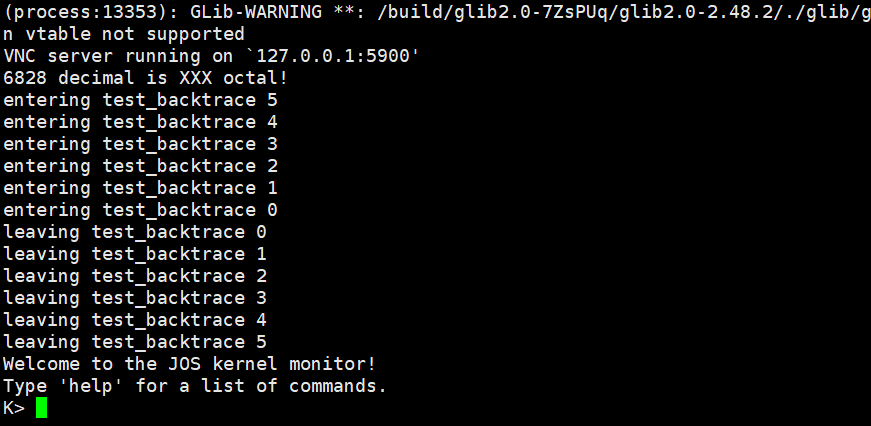 (process:13353): GLib-WARNING **: /build/glib2.0-7ZsPUq/glib2.0-2.48.2/./glib/g
n vtable not supported
VNC server running on `127.0.0.1:5900'
6828 decimal is XXX octal!
entering test_backtrace 5
entering test_backtrace 4
entering test_backtrace 3
entering test_backtrace 2
entering test_backtrace 1
entering test_backtrace 0
leaving test_backtrace 0
leaving test_backtrace 1
leaving test_backtrace 2
leaving test_backtrace 3
leaving test_backtrace 4
leaving test_backtrace 5
Welcome to the JOS kernel monitor!
Type 'help' for a list of commands.
K>